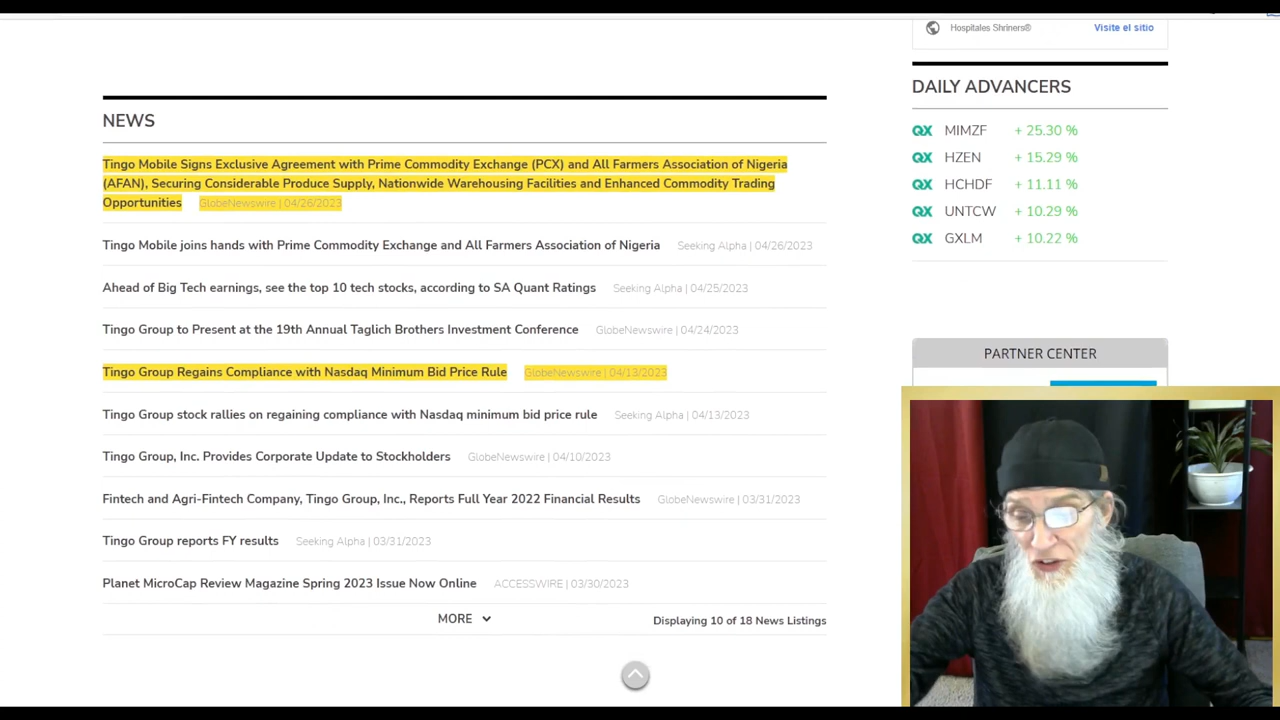 Hospitales Shriners® Visite el sitio
DAILY ADVANCERS
QX MIMZF + 25.30 %
QX HZEN + 15.29 %
QX HCHDF + 11.11 %
QX UNTCW + 10.29 %
QX GXLM + 10.22 %
NEWS
Tingo Mobile Signs Exclusive Agreement with Prime Commodity Exchange (PCX) and All Farmers Association of Nigeria
(AFAN), Securing Considerable Produce Supply, Nationwide Warehousing Facilities and Enhanced Commodity Trading
Opportunities GlobeNewswire | 04/26/2023
Tingo Mobile joins hands with Prime Commodity Exchange and All Farmers Association of Nigeria Seeking Alpha | 04/26/2023
Ahead of Big Tech earnings, see the top 10 tech stocks, according to SA Quant Ratings Seeking Alpha | 04/25/2023
Tingo Group to Present at the 19th Annual Taglich Brothers Investment Conference GlobeNewswire | 04/24/2023
Tingo Group Regains Compliance with Nasdaq Minimum Bid Price Rule GlobeNewswire | 04/13/2023
Tingo Group stock rallies on regaining compliance with Nasdaq minimum bid price rule Seeking Alpha | 04/13/2023
Tingo Group, Inc. Provides Corporate Update to Stockholders GlobeNewswire | 04/10/2023
Fintech and Agri-Fintech Company, Tingo Group, Inc., Reports Full Year 2022 Financial Results GlobeNewswire | 03/31/2023
Tingo Group reports FY results Seeking Alpha | 03/31/2023
Planet MicroCap Review Magazine Spring 2023 Issue Now Online ACCESSWIRE | 03/30/2023
MORE Displaying 10 of 18 News Listings
PARTNER CENTER